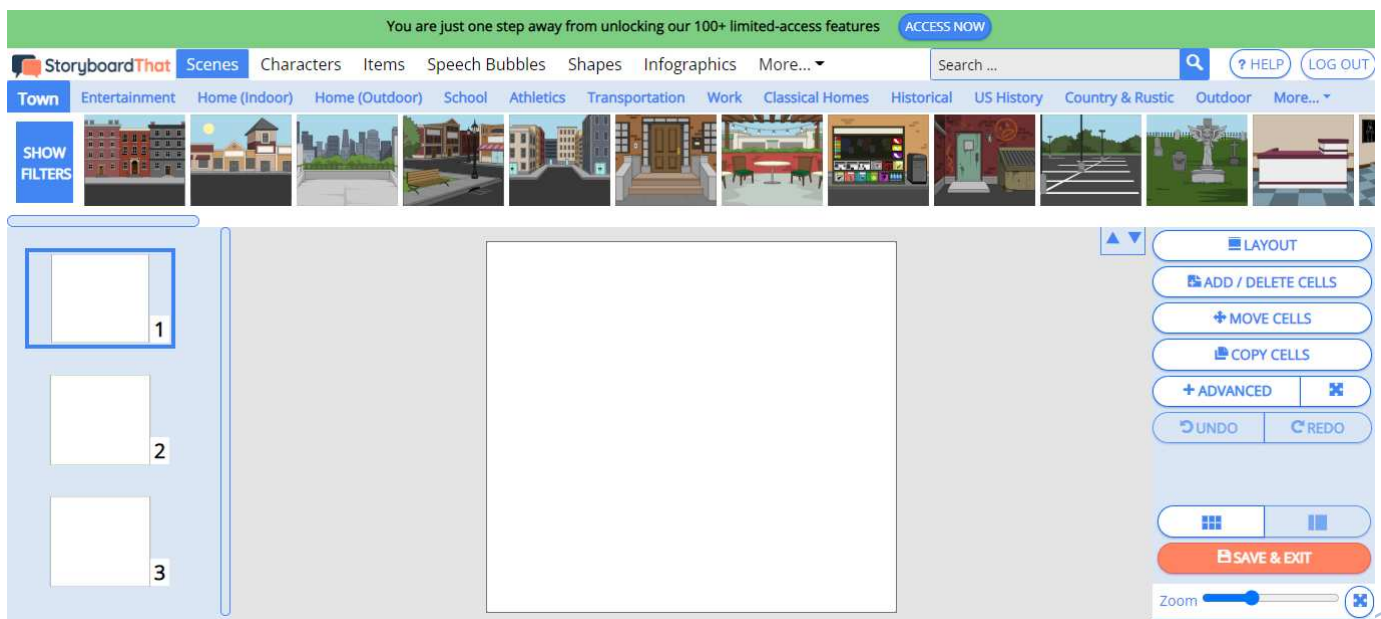 You are just one step away from unlocking our 100+ limited-access features ACCESS NOW
StoryboardThat Scenes Characters Items Speech Bubbles Shapes Infographics More... Search ... ? HELP LOG OUT
Town Entertainment Home (Indoor) Home (Outdoor) School Athletics Transportation Work Classical Homes Historical US History Country & Rustic Outdoor More...
SHOW
FILTERS
1
2
3
LAYOUT
ADD / DELETE CELLS
MOVE CELLS
COPY CELLS
+ ADVANCED
UNDO REDO
SAVE & EXIT
Zoom